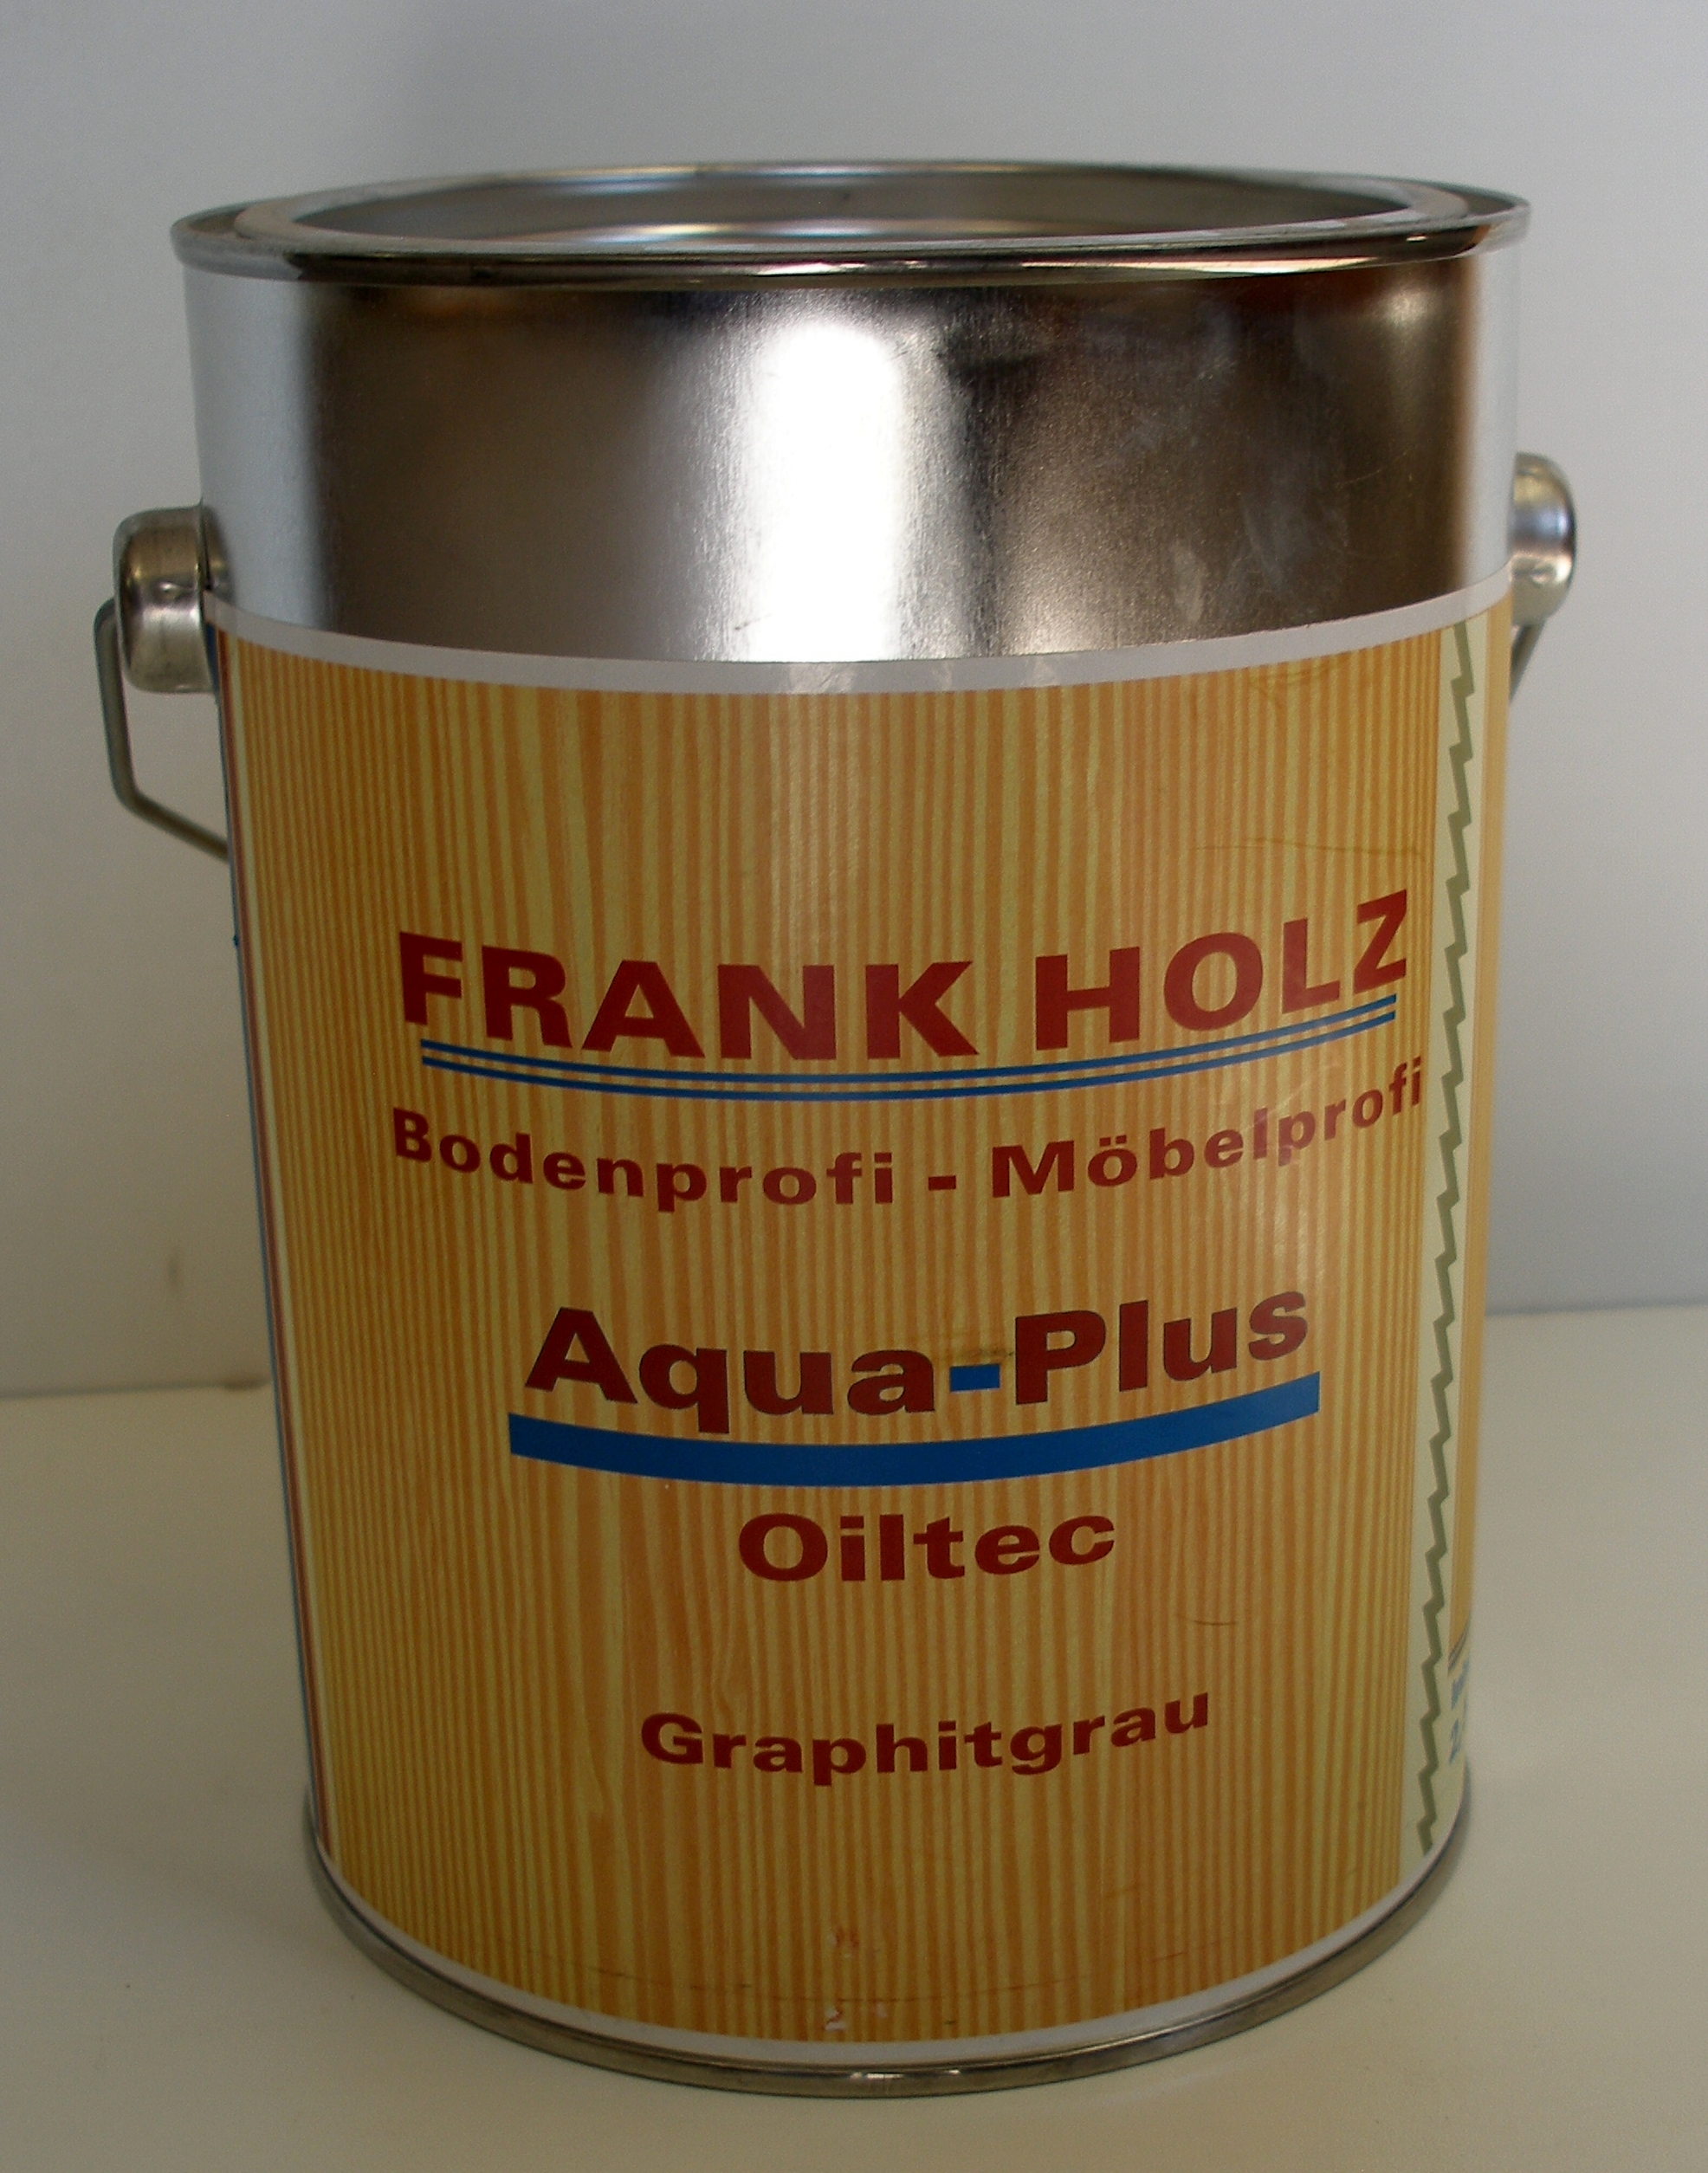 FRANK HOLZ
Bodenprofi - Möbelprofi
Aqua-Plus
Oiltec
Graphitgrau